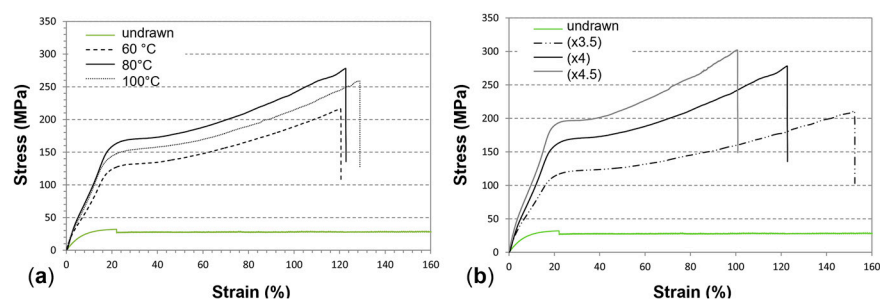 350
300
250
200
150
100
50
0
Stress (MPa)
undrawn
60 °C
80°C
100°C
0 20 40 60 80 100 120 140 160
(a)
Strain (%)
350
300
250
200
150
100
50
0
Stress (MPa)
undrawn
(x3.5)
(x4)
(x4.5)
0 20 40 60 80 100 120 140 160
(b)
Strain (%)